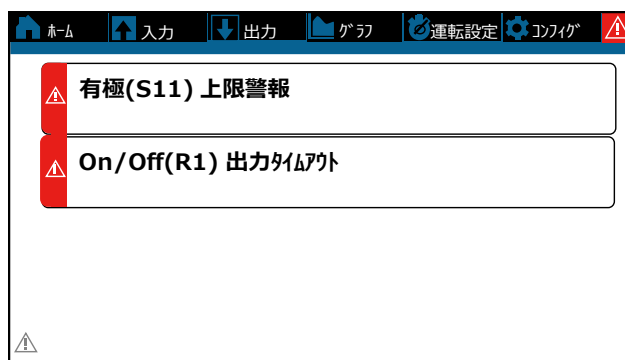 ﾎｰﾑ 入力 出力 ｸﾞﾗﾌ 運転設定 ｺﾝﾌｨｸﾞ
有極(S11) 上限警報
On/Off(R1) 出力ﾀｲﾑｱｳﾄ